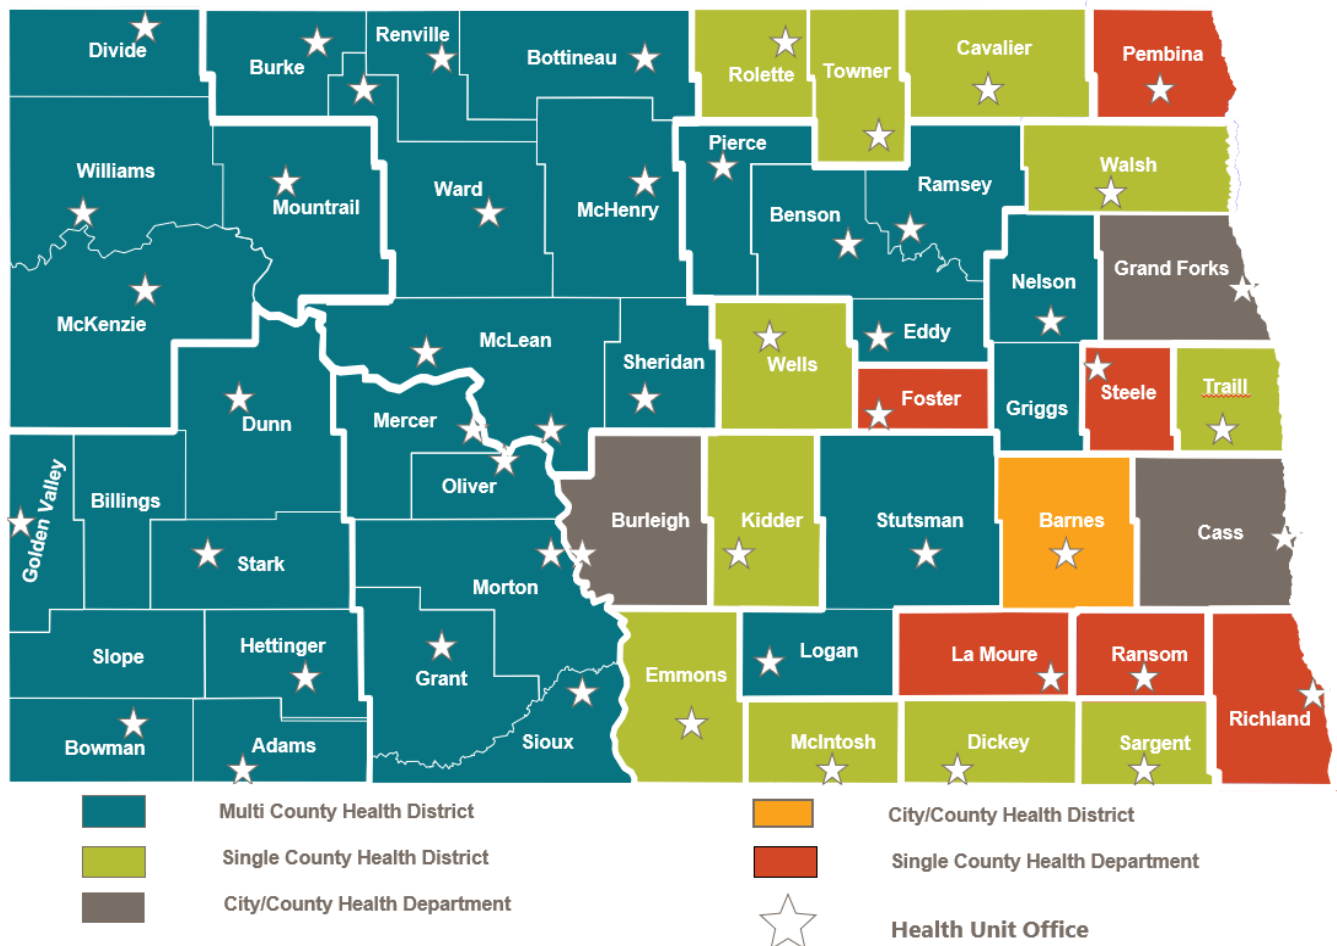 Divide
Burke
Renville
Bottineau
Rolette
Towner
Cavalier
Pembina
Williams
Mountrail
Ward
McHenry
Pierce
Benson
Ramsey
Walsh
McKenzie
Nelson
Grand Forks
McLean
Sheridan
Wells
Eddy
Foster
Griggs
Steele
Traill
Dunn
Mercer
Oliver
Golden Valley
Billings
Stark
Morton
Burleigh
Kidder
Stutsman
Barnes
Cass
Slope
Hettinger
Grant
Emmons
Logan
La Moure
Ransom
Richland
Bowman
Adams
Sioux
McIntosh
Dickey
Sargent
Multi County Health District
Single County Health District
City/County Health Department
City/County Health District
Single County Health Department
Health Unit Office